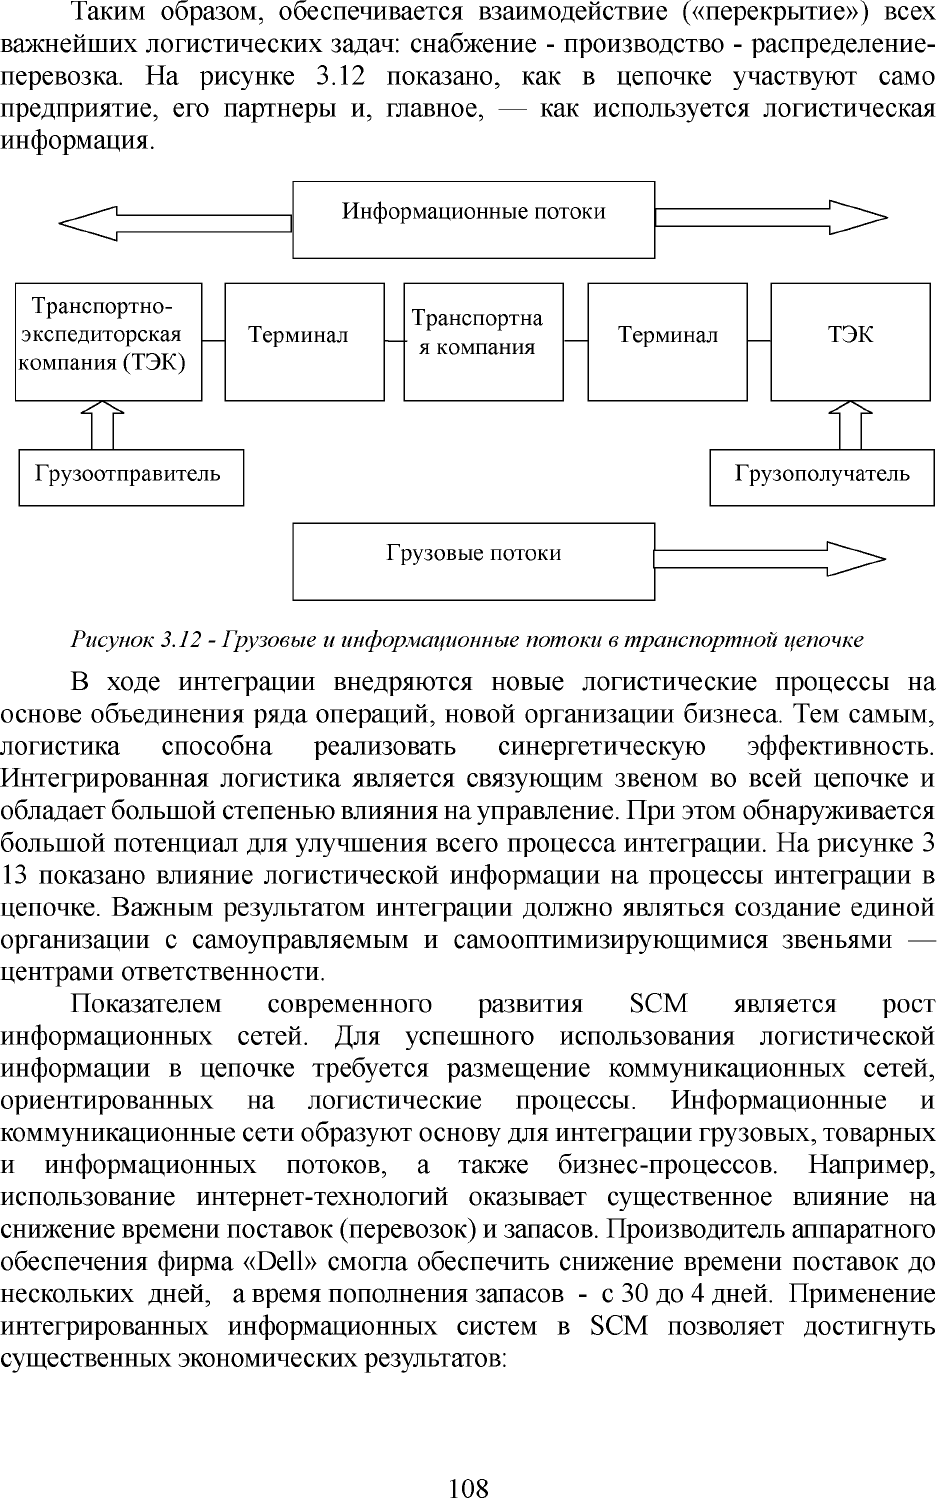 Таким образом, обеспечивается взаимодействие («перекрытие») всех
важнейших логистических задач: снабжение - производство - распределение-
перевозка. На рисунке 3.12 показано, как в цепочке участвуют само
предприятие, его партнеры и, главное, — как используется логистическая
информация.
Информационные потоки
Транспортно-
экспедиторская
компания (ТЭК)
Терминал
Транспортна
я компания
Терминал
ТЭК
Грузоотправитель
Грузополучатель
Грузовые потоки
Рисунок 3.12 - Грузовые и информационные потоки в транспортной цепочке
В ходе интеграции внедряются новые логистические процессы на
основе объединения ряда операций, новой организации бизнеса. Тем самым,
логистика способна реализовать синергетическую эффективность.
Интегрированная логистика является связующим звеном во всей цепочке и
обладает большой степенью влияния на управление. При этом обнаруживается
большой потенциал для улучшения всего процесса интеграции. На рисунке 3
13 показано влияние логистической информации на процессы интеграции в
цепочке. Важным результатом интеграции должно являться создание единой
организации с самоуправляемым и самооптимизирующимися звеньями —
центрами ответственности.
Показателем современного развития SCM является рост
информационных сетей. Для успешного использования логистической
информации в цепочке требуется размещение коммуникационных сетей,
ориентированных на логистические процессы. Информационные и
коммуникационные сети образуют основу для интеграции грузовых, товарных
и информационных потоков, а также бизнес-процессов. Например,
использование интернет-технологий оказывает существенное влияние на
снижение времени поставок (перевозок) и запасов. Производитель аппаратного
обеспечения фирма «Dell» смогла обеспечить снижение времени поставок до
нескольких дней, а время пополнения запасов - с 30 до 4 дней. Применение
интегрированных информационных систем в SCM позволяет достигнуть
существенных экономических результатов:
108